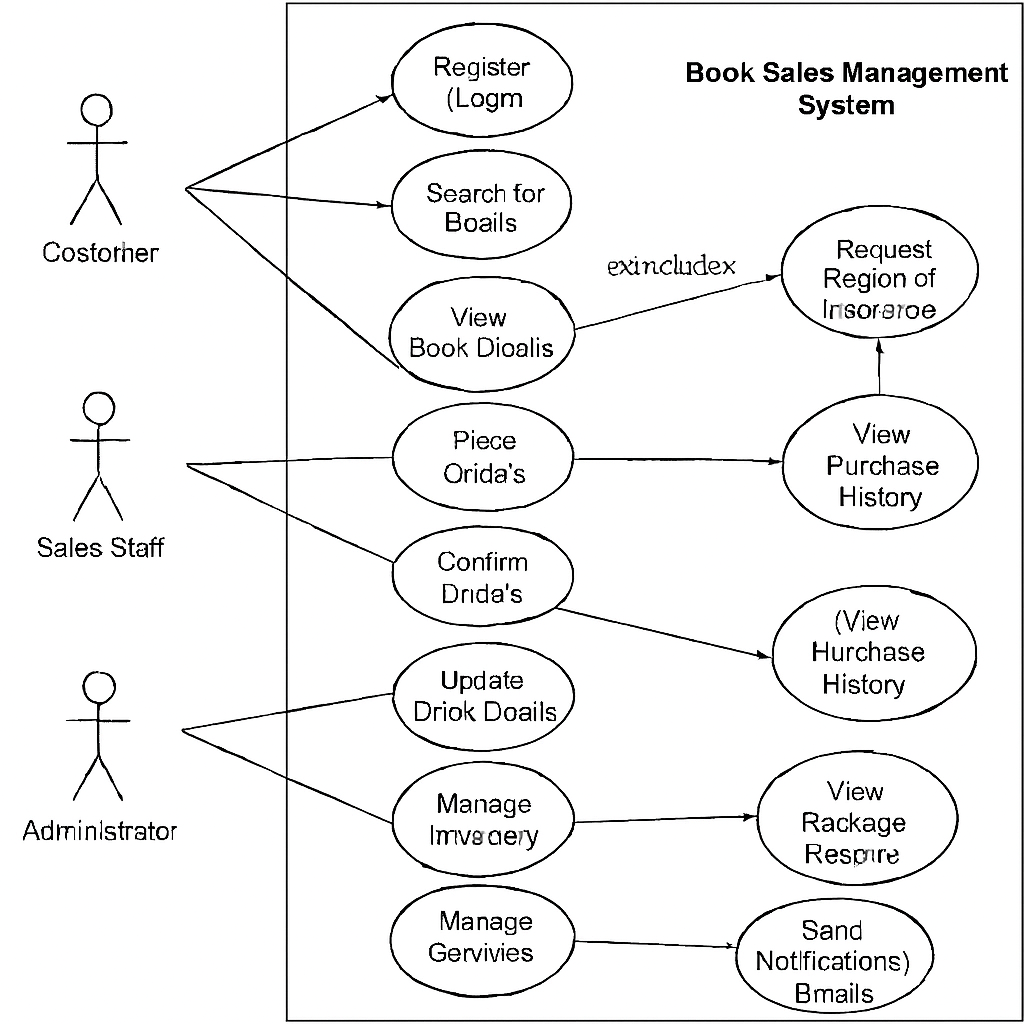 Book Sales Management
System
Register
(Logm
Search for
Boails
View
Book Dioalis
exincludex
Request
Region of
Costorher
Piece
Orida's
View
Purchase
History
Sales Staff
Confirm
Drida's
(View
Hurchase
History
Update
Driok Doails
Administrator
Manage
View
Rackage
Manage
Gervivies
Sand
Notifications)
Bmails